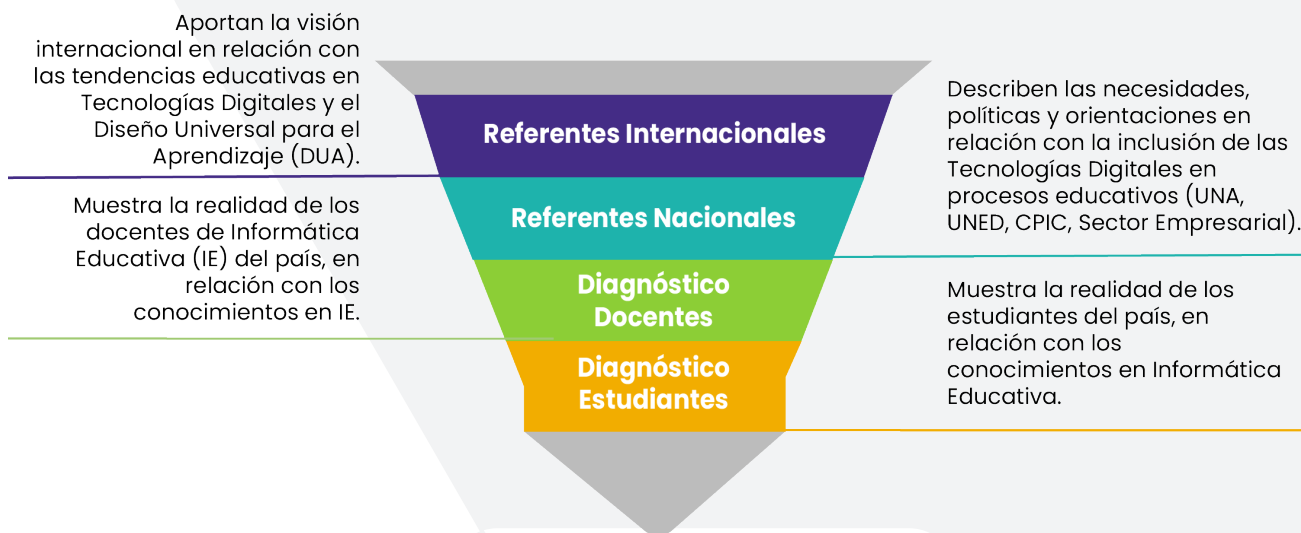 Aportan la visión
internacional en relación con
las tendencias educativas en
Tecnologías Digitales y el
Diseño Universal para el
Aprendizaje (DUA).
Referentes Internacionales
Describen las necesidades,
políticas y orientaciones en
relación con la inclusión de las
Tecnologías Digitales en
procesos educativos (UNA,
UNED, CPIC, Sector Empresarial).
Referentes Nacionales
Muestra la realidad de los
docentes de Informática
Educativa (IE) del país, en
relación con los
conocimientos en IE.
Diagnóstico
Docentes
Muestra la realidad de los
estudiantes del país, en
relación con los
conocimientos en Informática
Educativa.
Diagnóstico
Estudiantes